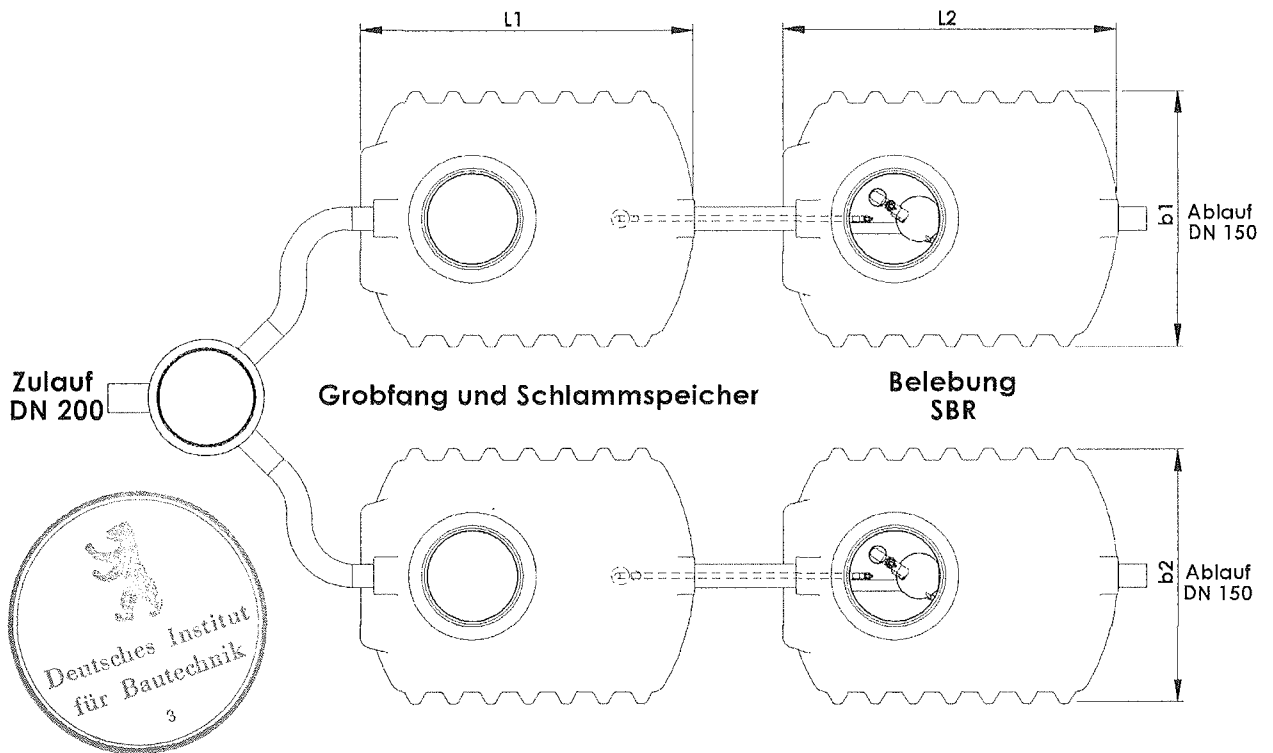 L1
L2
b1
Ablauf
DN 150
Zulauf
DN 200
Grobfang und Schlammspeicher
Belebung
SBR
b2
Ablauf
DN 150
Deutsches Institut
für Bautechnik
3